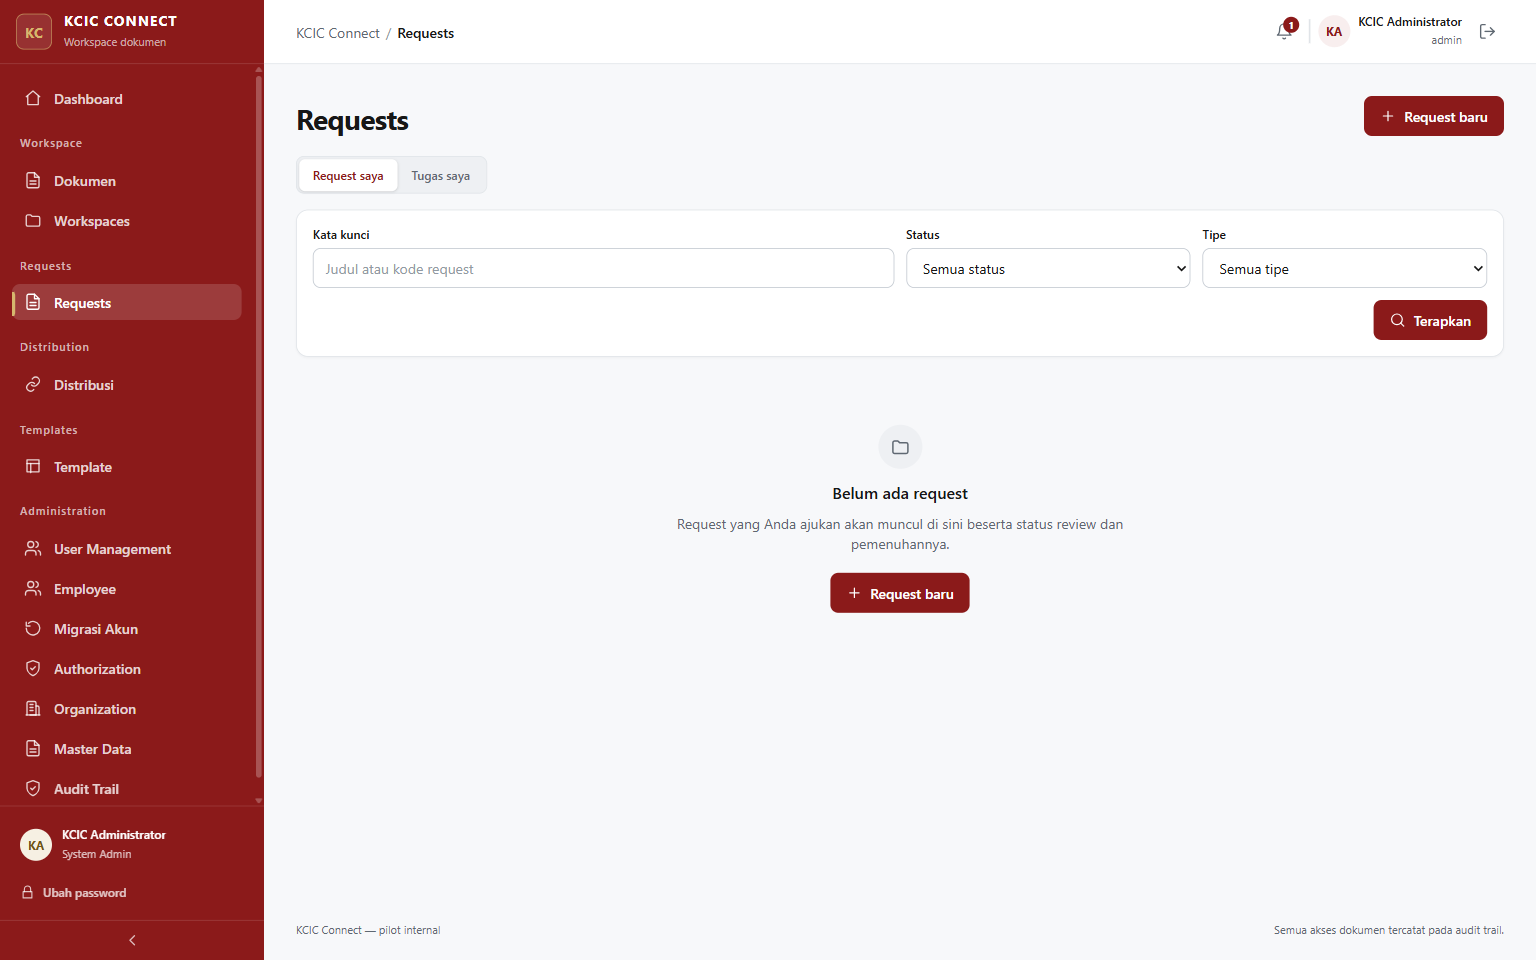 KC
KCIC CONNECT
Workspace dokumen
Dashboard
Workspace
Dokumen
Workspaces
Requests
Requests
Distribution
Distribusi
Templates
Template
Administration
User Management
Employee
Migrasi Akun
Authorization
Organization
Master Data
Audit Trail
KA
KCIC Administrator
System Admin
Ubah password
KCIC Connect / Requests
1
KA
KCIC Administrator
admin
Requests
Request baru
Request saya
Tugas saya
Kata kunci
Status
Tipe
Judul atau kode request
Semua status
Semua tipe
Terapkan
Belum ada request
Request yang Anda ajukan akan muncul di sini beserta status review dan
pemenuhannya.
Request baru
KCIC Connect — pilot internal
Semua akses dokumen tercatat pada audit trail.